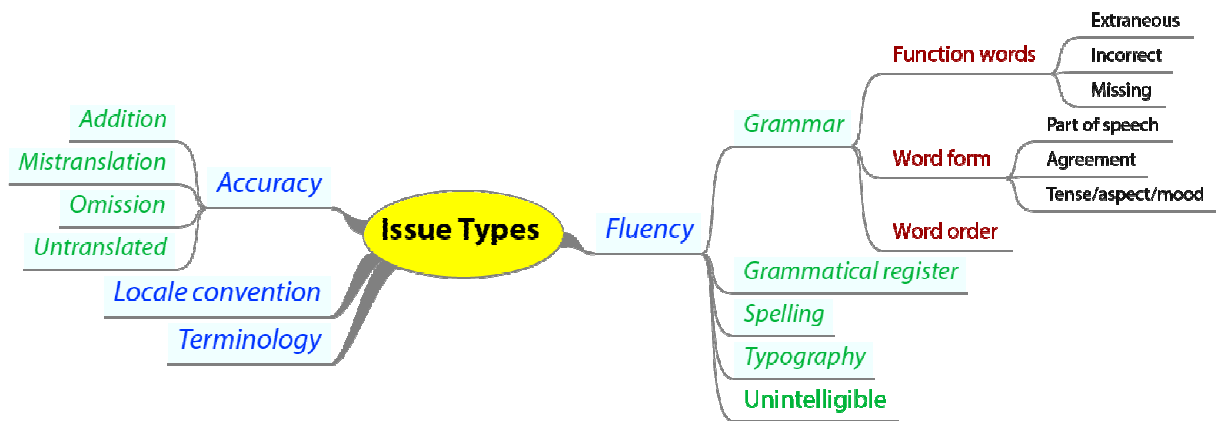 Issue Types
Accuracy
Addition
Mistranslation
Omission
Untranslated
Locale convention
Terminology
Fluency
Grammar
Function words
Extraneous
Incorrect
Missing
Word form
Part of speech
Agreement
Tense/aspect/mood
Word order
Grammatical register
Spelling
Typography
Unintelligible